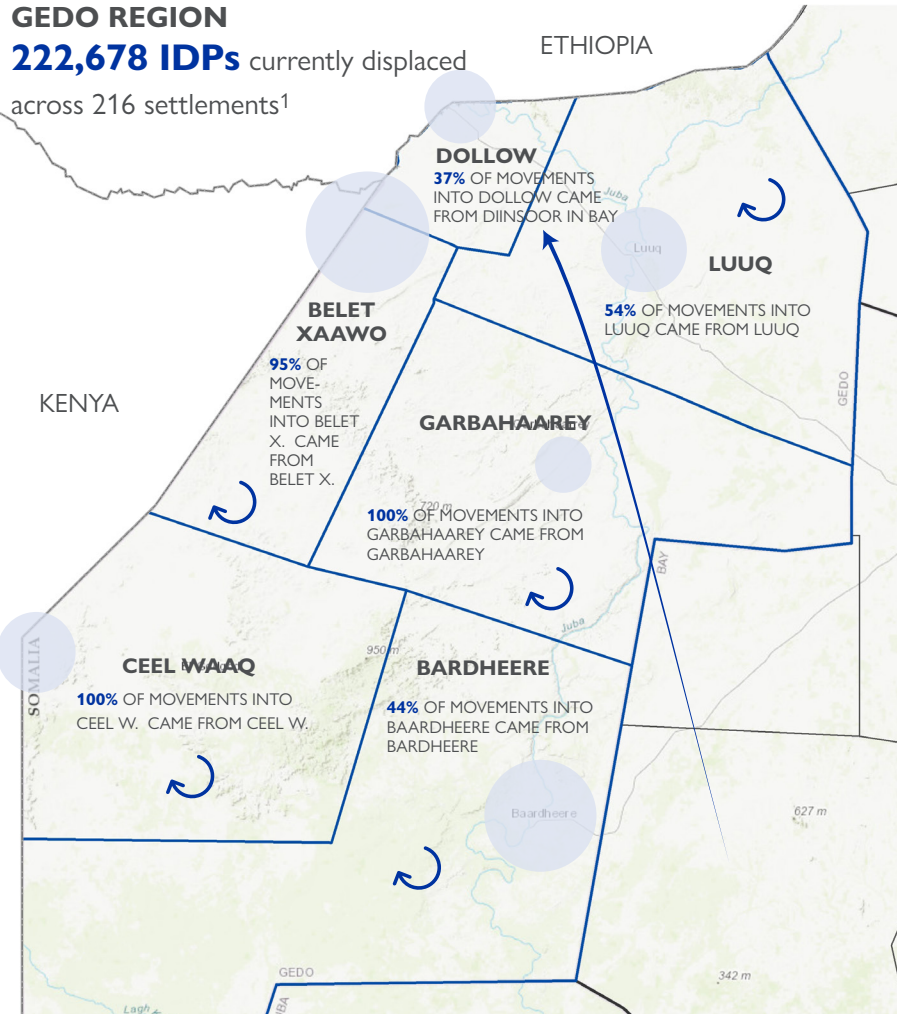 GEDO REGION
222,678 IDPs currently displaced
across 216 settlements1
ETHIOPIA
DOLLOW
37% OF MOVEMENTS
INTO DOLLOW CAME
FROM DIINSOOR IN BAY
Juba
Luuq
LUUQ
54% OF MOVEMENTS INTO
LUUQ CAME FROM LUUQ
BELET
XAAWO
95% OF
MOVE-
MENTS
INTO BELET
X. CAME
FROM
BELET X.
KENYA
GEDO
GARBAHAAREY
720 m
100% OF MOVEMENTS INTO
GARBAHAAREY CAME FROM
GARBAHAAREY
BAY
Juba
950 m
SOMALIA
CEEL WAAQ
100% OF MOVEMENTS INTO
CEEL W. CAME FROM CEEL W.
BARDHEERE
44% OF MOVEMENTS INTO
BAARDHEERE CAME FROM
BARDHEERE
Baardheere
627 m
GEDO
342 m
Lagh